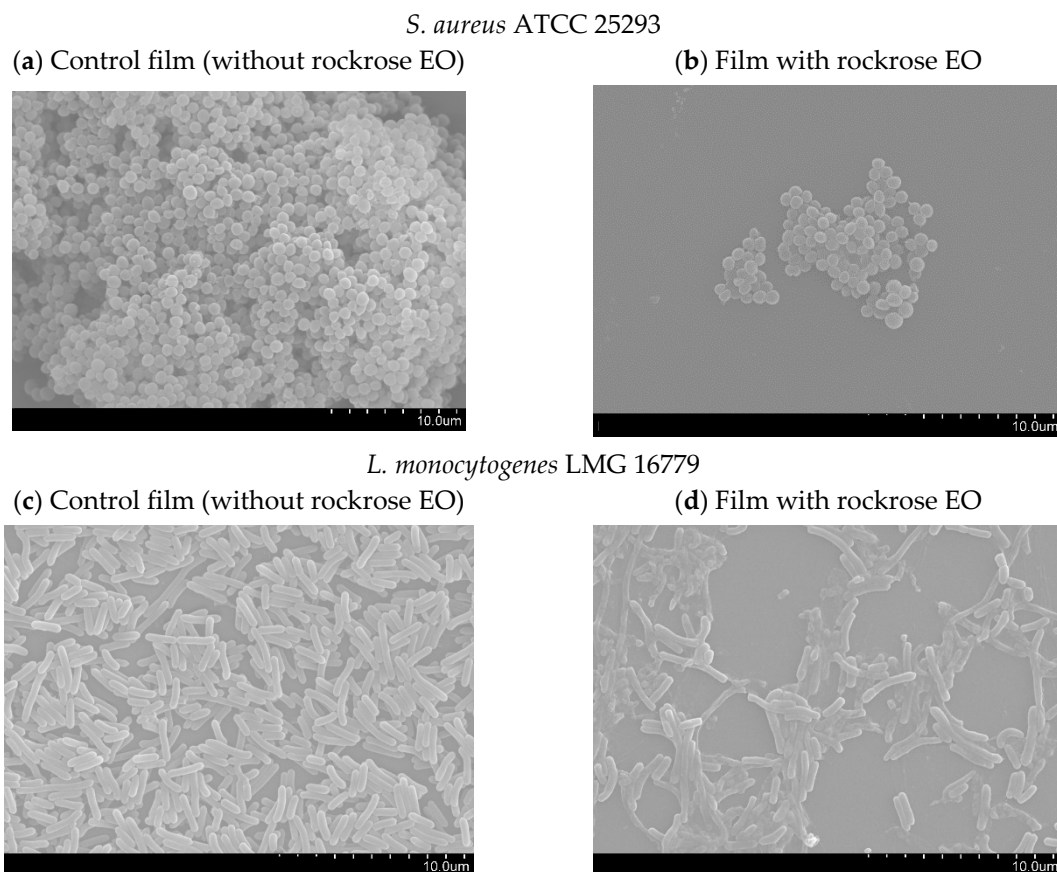 S. aureus ATCC 25293
(a) Control film (without rockrose EO)
(b) Film with rockrose EO
10.0um
10.0um
L. monocytogenes LMG 16779
(c) Control film (without rockrose EO)
(d) Film with rockrose EO
10.0um
10.0um